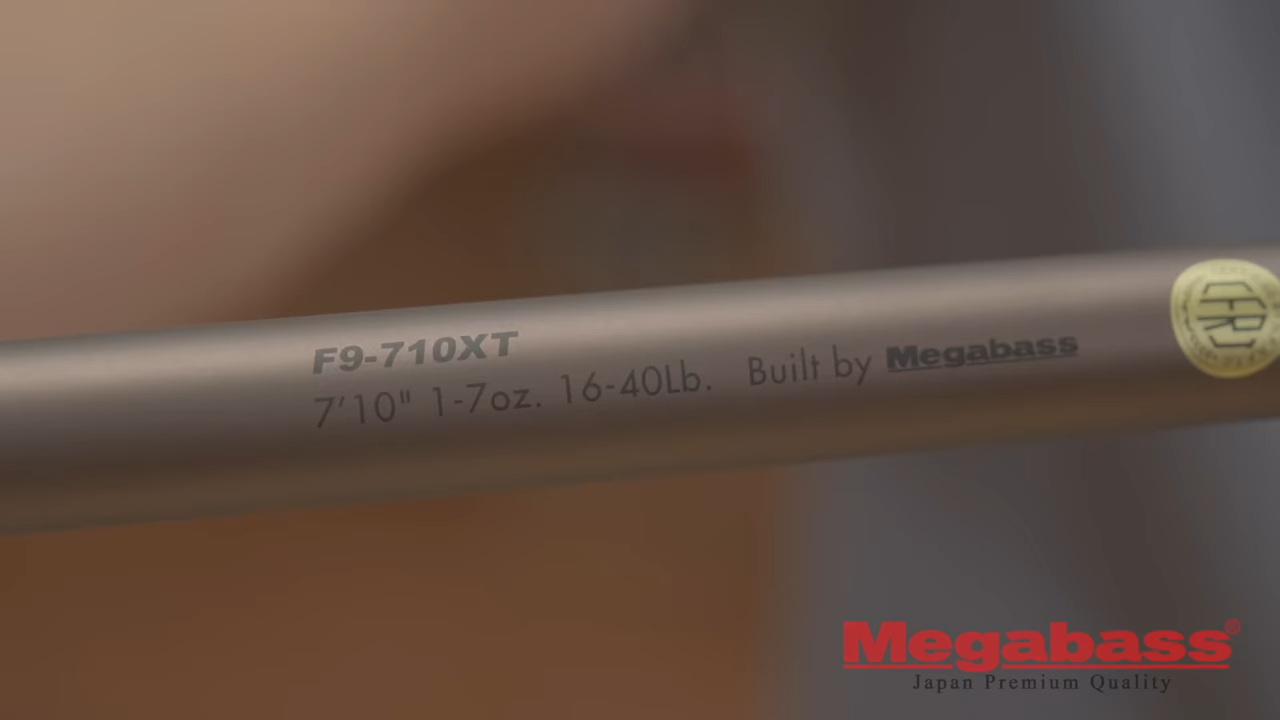 F9-710XT
7'10" 1-7oz. 16-40Lb. Built by Megabass
Megabass®
Japan Premium Quality